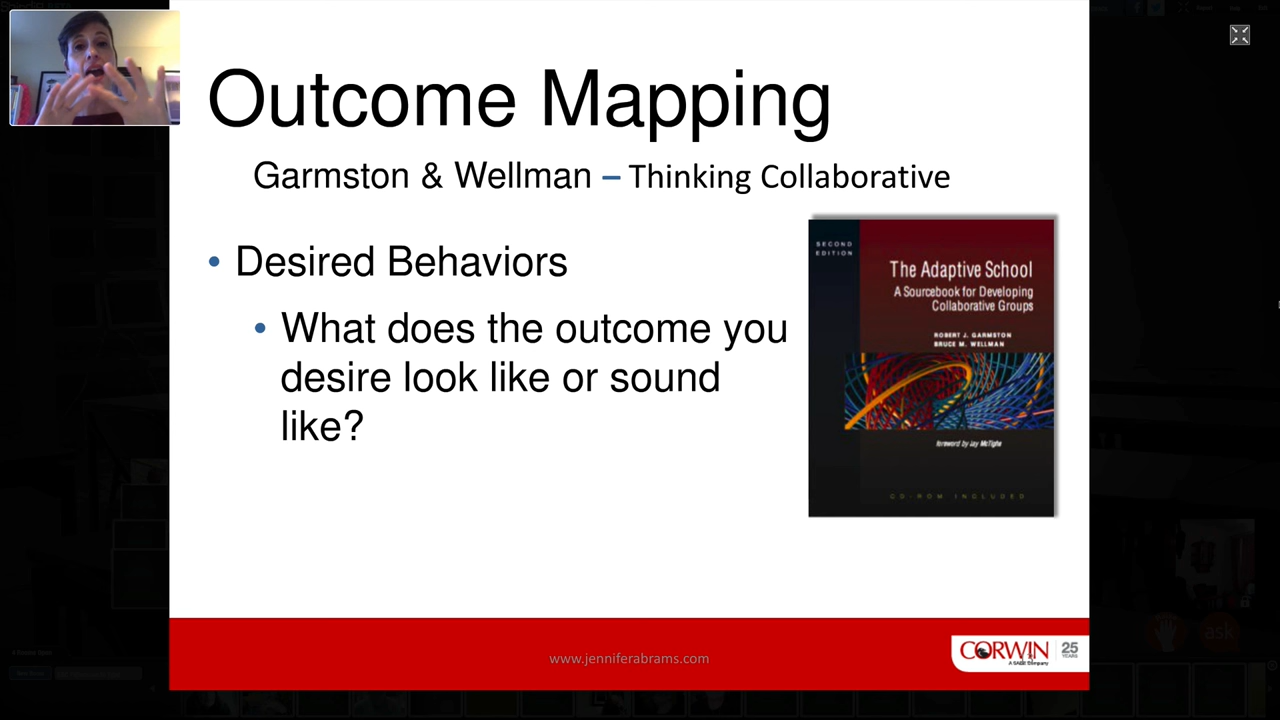 Outcome Mapping
Garmston & Wellman – Thinking Collaborative
• Desired Behaviors
• What does the outcome you
desire look like or sound
like?
SECOND
EDITION
The Adaptive School
A Sourcebook for Developing
Collaborative Groups
ROBERT J. GARMSTON
BRUCE M. WELLMAN
foreword by Jay McTighe
CD-ROM INCLUDED
www.jenniferabrams.com
CORWIN
A SAGE Company
25
YEARS
ask